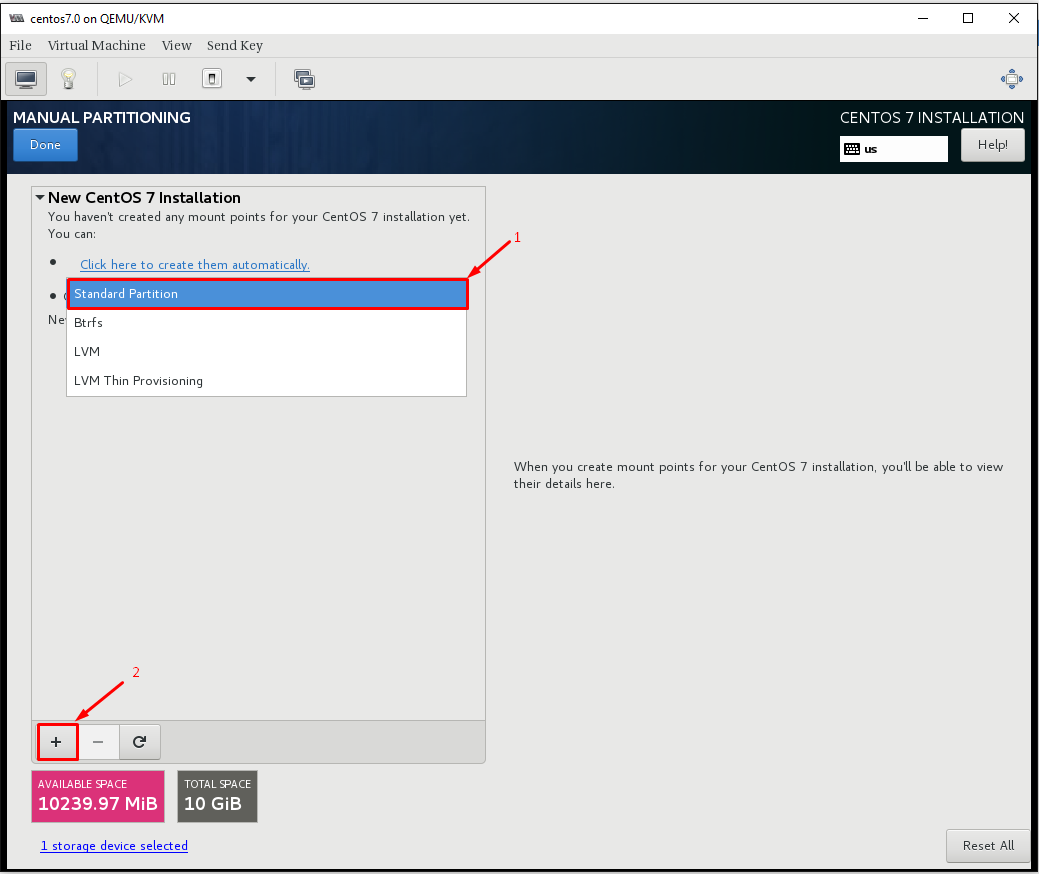 centos7.0 on QEMU/KVM
File Virtual Machine View Send Key
MANUAL PARTITIONING
CENTOS 7 INSTALLATION
Done
us
Help!
New CentOS 7 Installation
You haven't created any mount points for your CentOS 7 installation yet.
You can:
Click here to create them automatically.
1
Standard Partition
Btrfs
LVM
LVM Thin Provisioning
When you create mount points for your CentOS 7 installation, you'll be able to view
their details here.
2
+ −
AVAILABLE SPACE
10239.97 MiB
TOTAL SPACE
10 GiB
1 storage device selected
Reset All